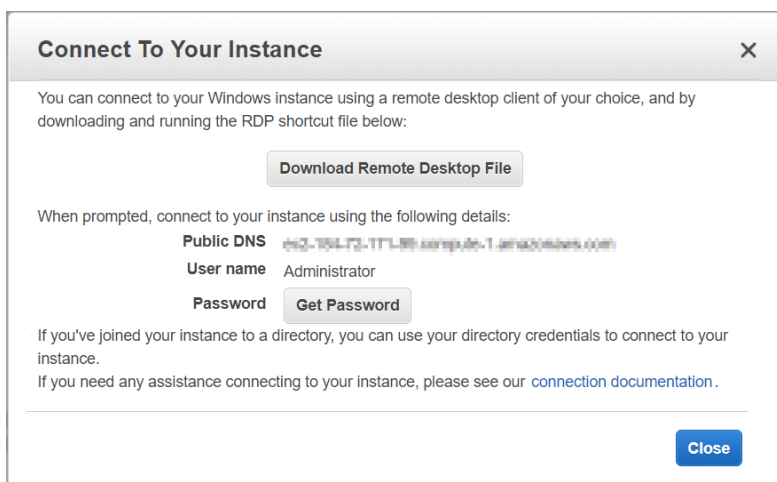 Connect To Your Instance
You can connect to your Windows instance using a remote desktop client of your choice, and by
downloading and running the RDP shortcut file below:
Download Remote Desktop File
When prompted, connect to your instance using the following details:
Public DNS
User name Administrator
Password Get Password
If you've joined your instance to a directory, you can use your directory credentials to connect to your
instance.
If you need any assistance connecting to your instance, please see our connection documentation.
Close